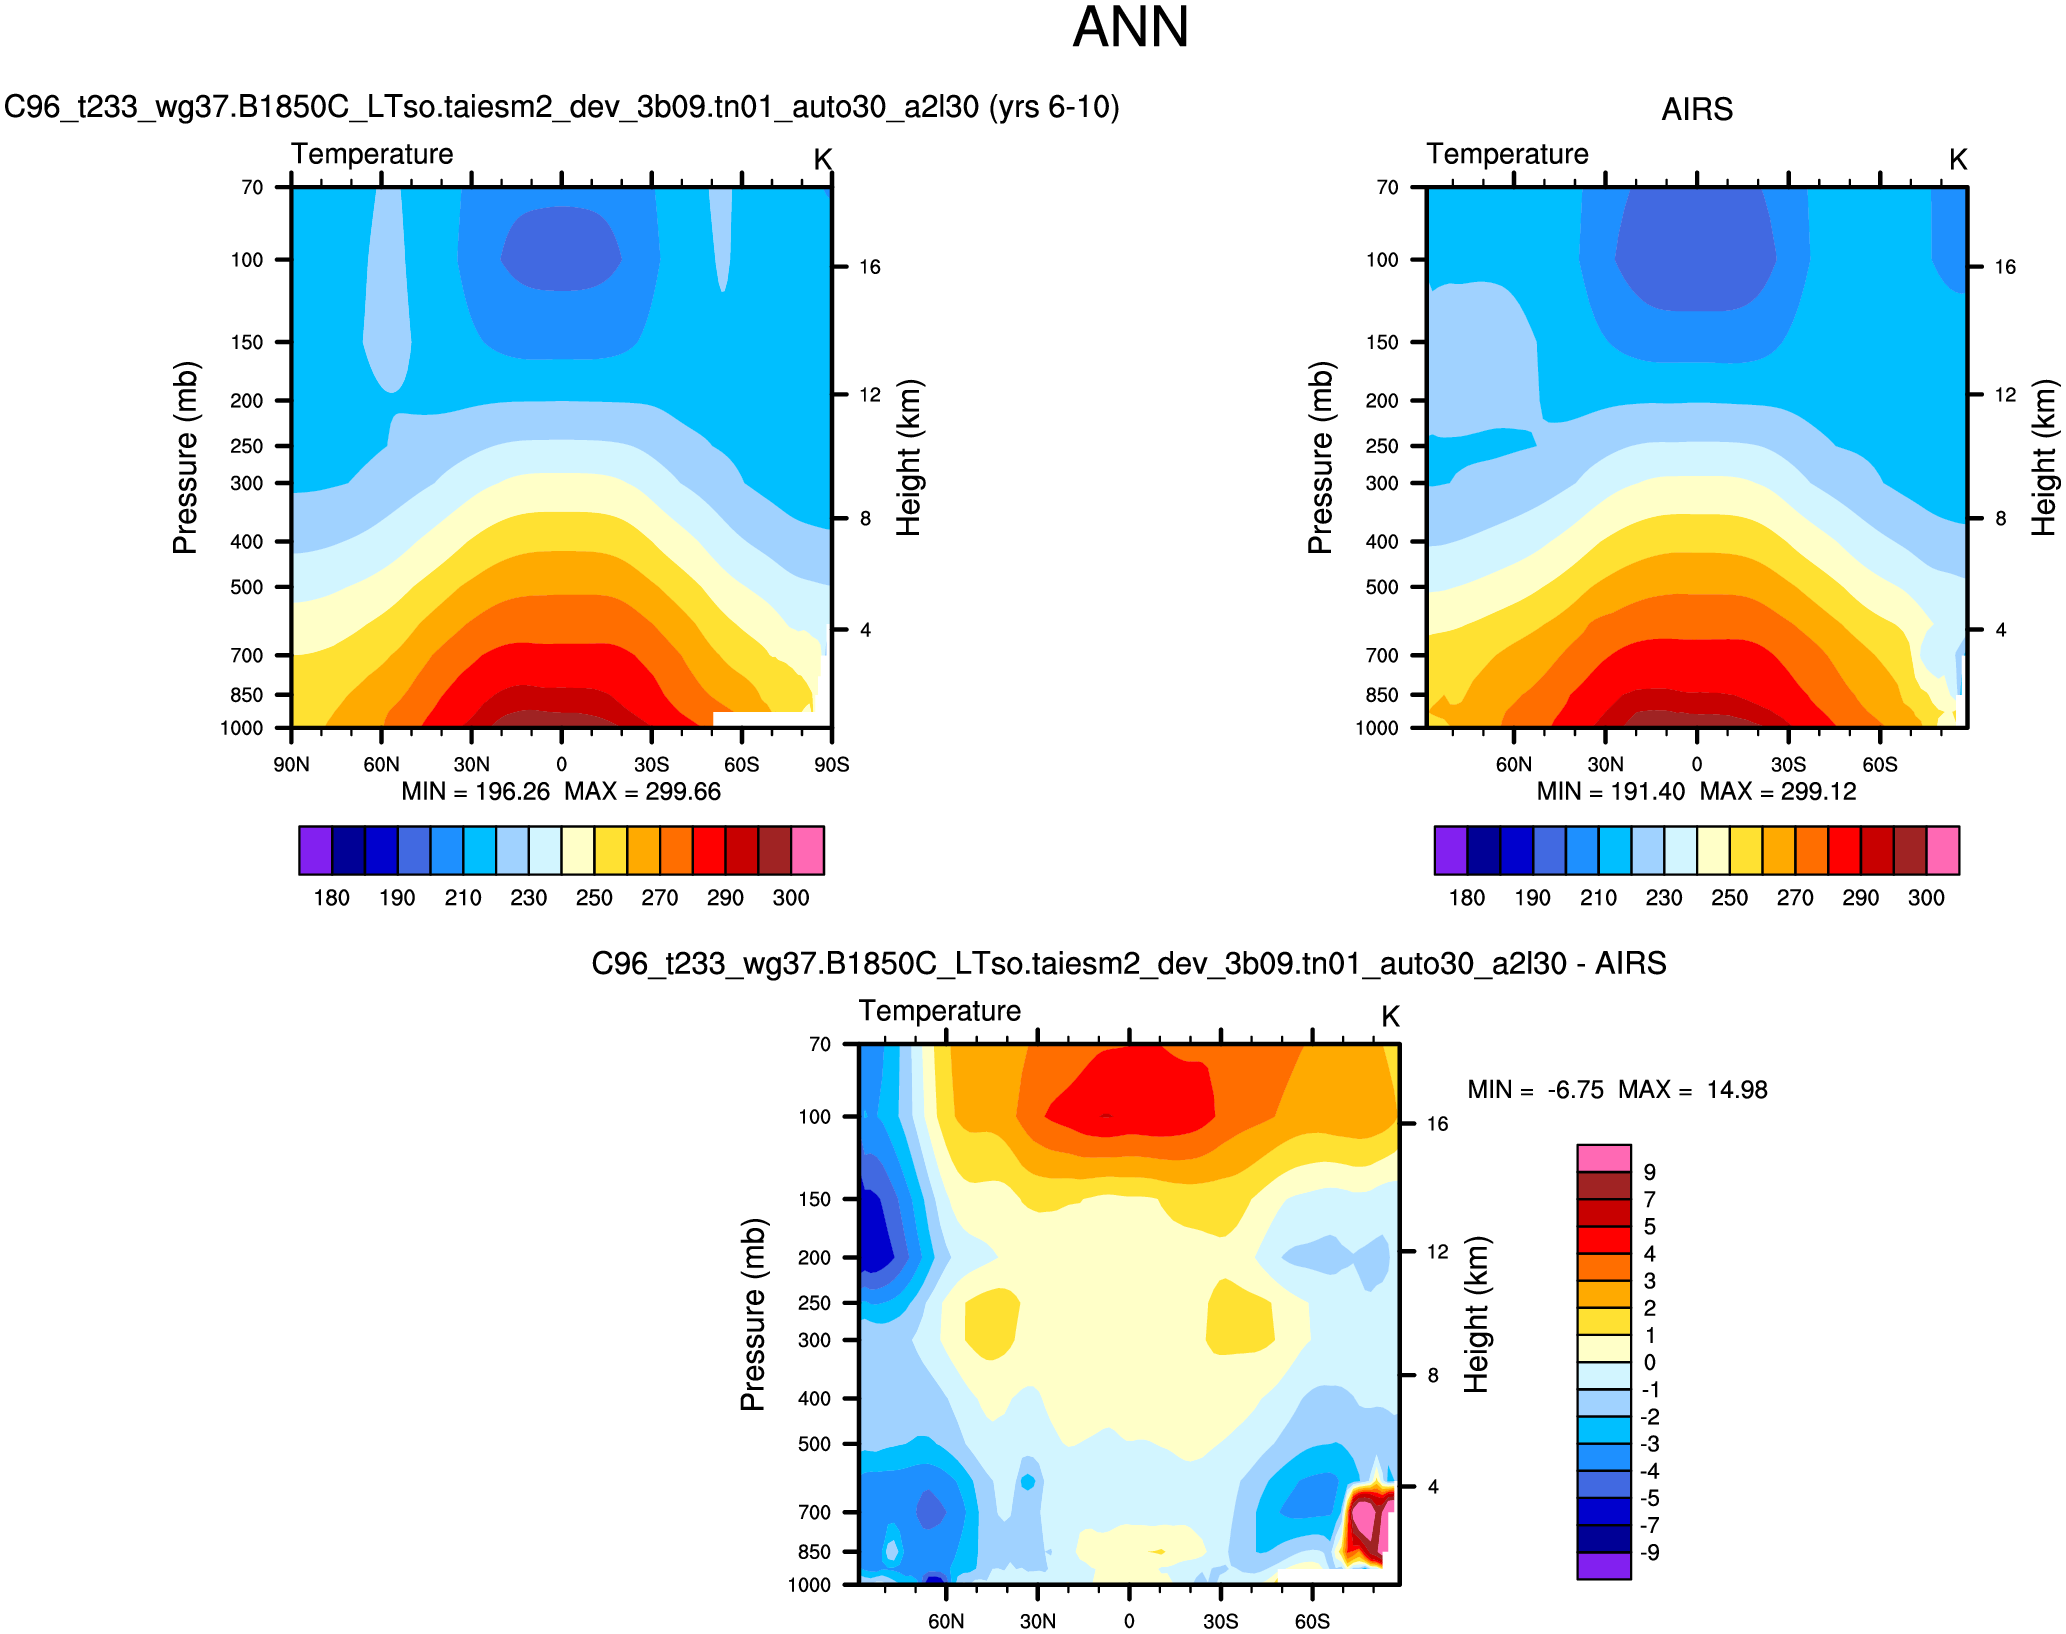 ANN
C96_t233_wg37.B1850C_LTso.taiesm2_dev_3b09.tn01_auto30_a2l30 (yrs 6-10)
Temperature K
70
100
150
200
250
300
400
500
700
850
1000
Pressure (mb)
16
12
8
4
Height (km)
90N 60N 30N 0 30S 60S 90S
MIN = 196.26 MAX = 299.66
180 190 210 230 250 270 290 300
AIRS
Temperature K
70
100
150
200
250
300
400
500
700
850
1000
Pressure (mb)
16
12
8
4
Height (km)
60N 30N 0 30S 60S
MIN = 191.40 MAX = 299.12
180 190 210 230 250 270 290 300
C96_t233_wg37.B1850C_LTso.taiesm2_dev_3b09.tn01_auto30_a2l30 - AIRS
Temperature K
70
100
150
200
250
300
400
500
700
850
1000
Pressure (mb)
16
12
8
4
Height (km)
60N 30N 0 30S 60S
MIN = -6.75 MAX = 14.98
9
7
5
4
3
2
1
0
-1
-2
-3
-4
-5
-7
-9